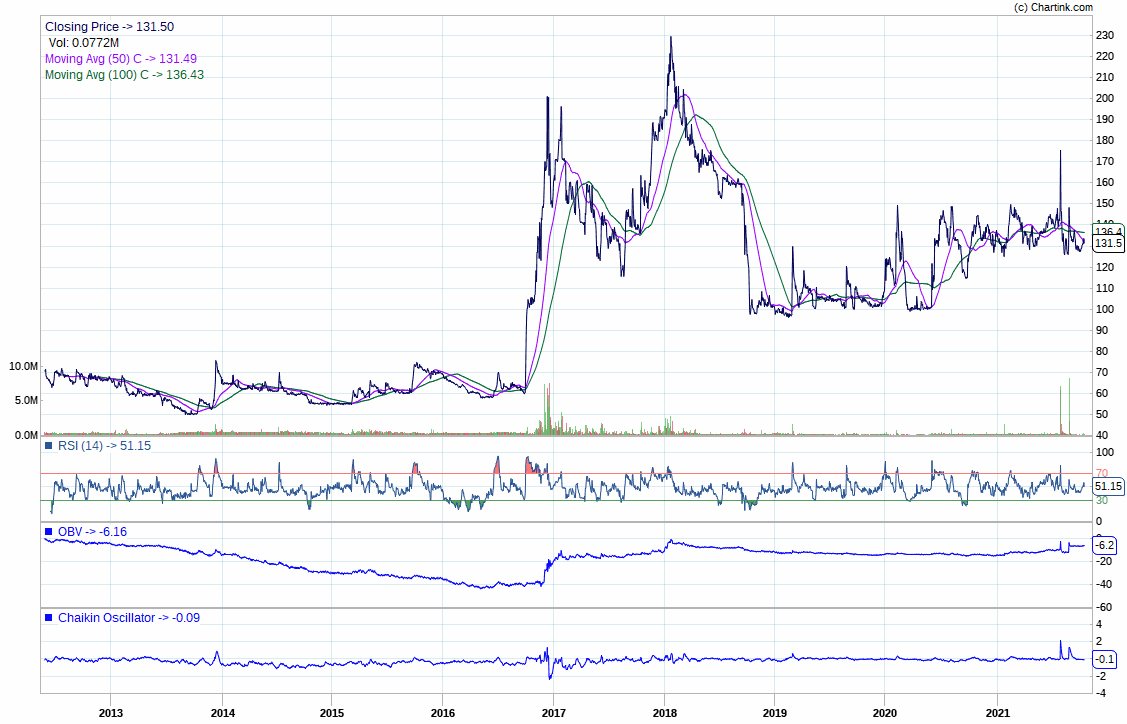 (c) Chartink.com
Closing Price -> 131.50
Vol: 0.0772M
Moving Avg (50) C -> 131.49
Moving Avg (100) C -> 136.43
230
220
210
200
190
180
170
160
150
140
136.4
131.5
120
110
100
90
80
10.0M
70
60
5.0M
50
0.0M
40
RSI (14) -> 51.15
100
70
51.15
30
0
OBV -> -6.16
-6.2
-20
-40
-60
Chaikin Oscillator -> -0.09
4
2
-0.1
-2
-4
2013 2014 2015 2016 2017 2018 2019 2020 2021